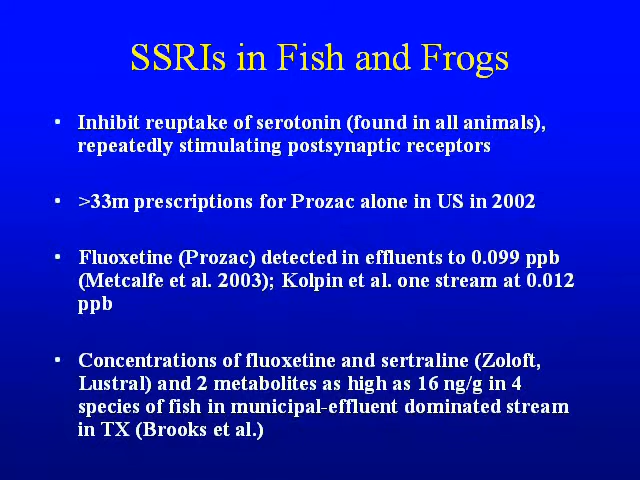 SSRIs in Fish and Frogs
• Inhibit reuptake of serotonin (found in all animals),
repeatedly stimulating postsynaptic receptors
• >33m prescriptions for Prozac alone in US in 2002
• Fluoxetine (Prozac) detected in effluents to 0.099 ppb
(Metcalfe et al. 2003); Kolpin et al. one stream at 0.012
ppb
• Concentrations of fluoxetine and sertraline (Zoloft,
Lustral) and 2 metabolites as high as 16 ng/g in 4
species of fish in municipal-effluent dominated stream
in TX (Brooks et al.)